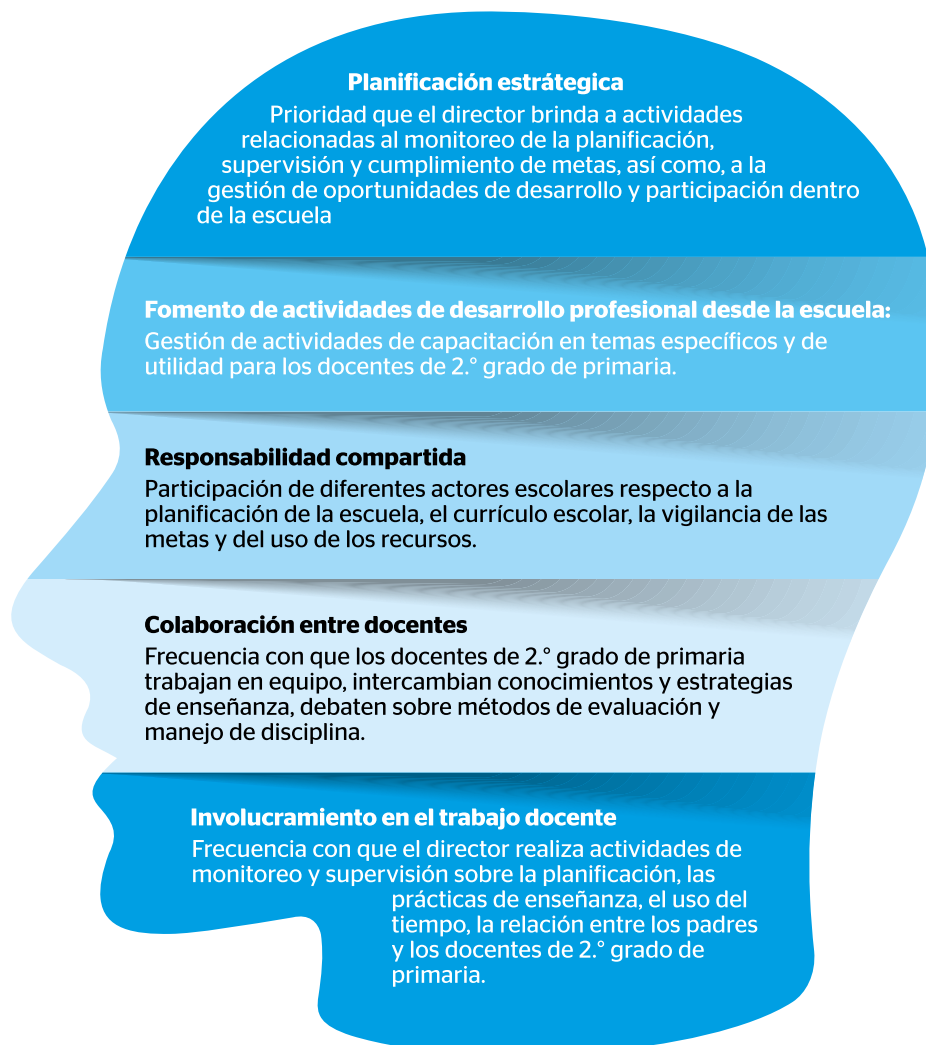 Planificación estrátegica
Prioridad que el director brinda a actividades
relacionadas al monitoreo de la planificación,
supervisión y cumplimiento de metas, así como, a la
gestión de oportunidades de desarrollo y participación dentro
de la escuela
Fomento de actividades de desarrollo profesional desde la escuela:
Gestión de actividades de capacitación en temas específicos y de
utilidad para los docentes de 2.° grado de primaria.
Responsabilidad compartida
Participación de diferentes actores escolares respecto a la
planificación de la escuela, el currículo escolar, la vigilancia de las
metas y del uso de los recursos.
Colaboración entre docentes
Frecuencia con que los docentes de 2.° grado de primaria
trabajan en equipo, intercambian conocimientos y estrategias
de enseñanza, debaten sobre métodos de evaluación y
manejo de disciplina.
Involucramiento en el trabajo docente
Frecuencia con que el director realiza actividades de
monitoreo y supervisión sobre la planificación, las
prácticas de enseñanza, el uso del
tiempo, la relación entre los padres
y los docentes de 2.° grado de
primaria.